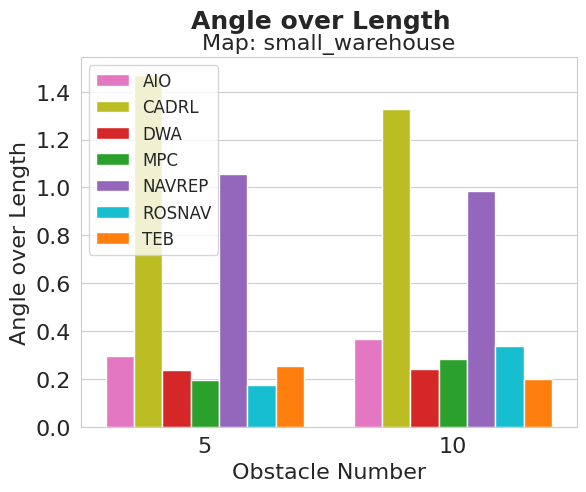 Angle over Length
Map: small_warehouse
AIO
CADRL
DWA
MPC
NAVREP
ROSNAV
TEB
Angle over Length
1.4
1.2
1.0
0.8
0.6
0.4
0.2
0.0
5 10
Obstacle Number